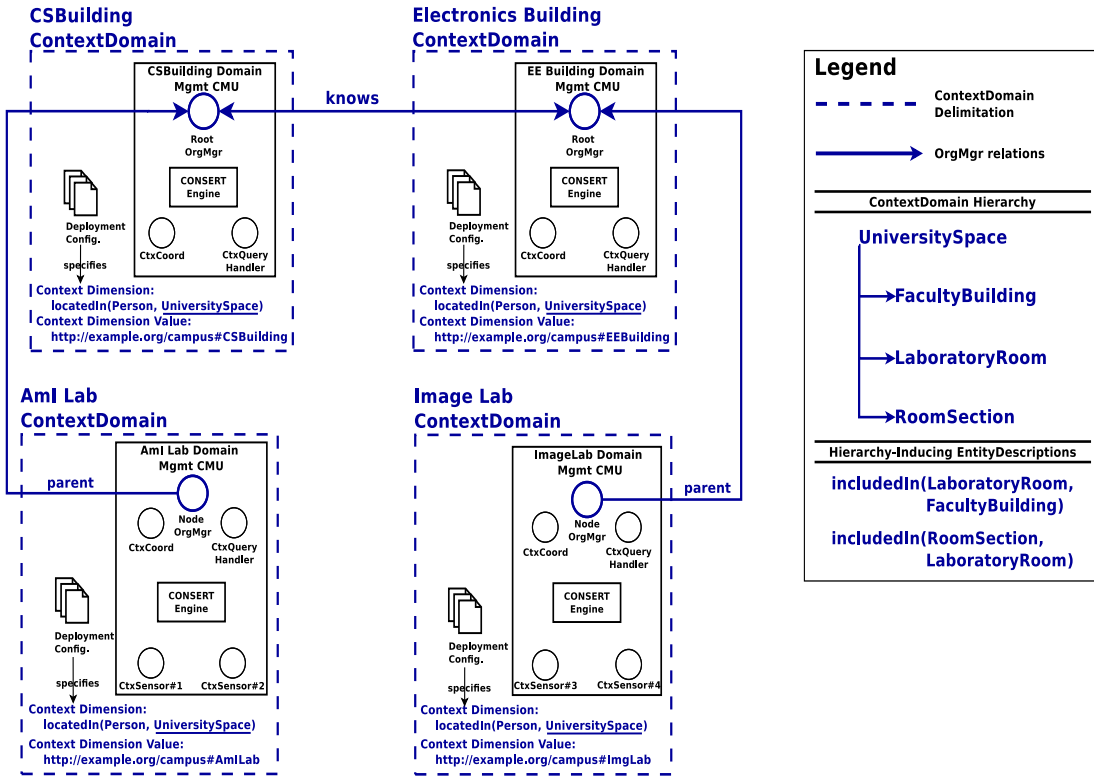 CSBuilding
ContextDomain
CSBuilding Domain
Mgmt CMU
Root
OrgMgr
CONSERT
Engine
CtxCoord
CtxQuery
Handler
Deployment
Config.
specifies
Context Dimension:
locatedIn(Person, UniversitySpace)
Context Dimension Value:
http://example.org/campus#CSBuilding
knows
Electronics Building
ContextDomain
EE Building Domain
Mgmt CMU
Root
OrgMgr
CONSERT
Engine
CtxCoord
CtxQuery
Handler
Deployment
Config.
specifies
Context Dimension:
locatedIn(Person, UniversitySpace)
Context Dimension Value:
http://example.org/campus#EEBuilding
AmI Lab
ContextDomain
AmI Lab Domain
Mgmt CMU
parent
Node
OrgMgr
CtxCoord
CtxQuery
Handler
CONSERT
Engine
Deployment
Config.
specifies
CtxSensor#1
CtxSensor#2
Context Dimension:
locatedIn(Person, UniversitySpace)
Context Dimension Value:
http://example.org/campus#AmILab
Image Lab
ContextDomain
ImageLab Domain
Mgmt CMU
parent
Node
OrgMgr
CtxCoord
CtxQuery
Handler
CONSERT
Engine
Deployment
Config.
specifies
CtxSensor#3
CtxSensor#4
Context Dimension:
locatedIn(Person, UniversitySpace)
Context Dimension Value:
http://example.org/campus#ImgLab
Legend
ContextDomain
Delimitation
OrgMgr relations
ContextDomain Hierarchy
UniversitySpace
FacultyBuilding
LaboratoryRoom
RoomSection
Hierarchy-Inducing EntityDescriptions
includedIn(LaboratoryRoom,
FacultyBuilding)
includedIn(RoomSection,
LaboratoryRoom)